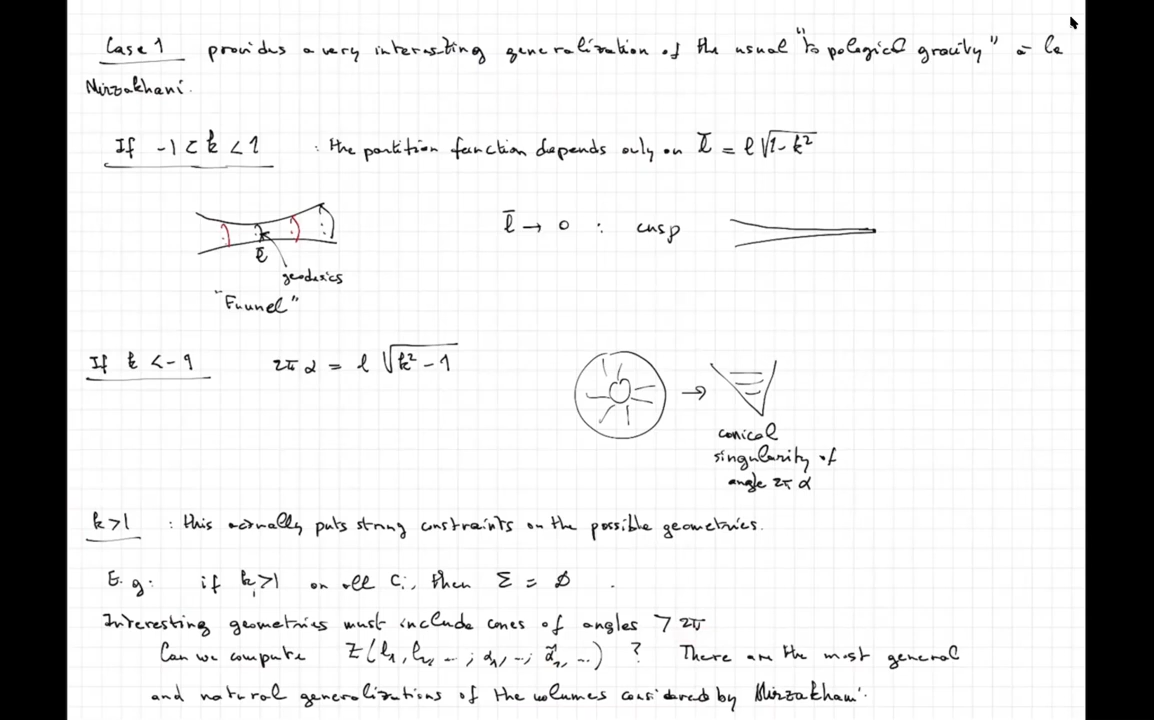 Case 1 provides a very interesting generalization of the usual "topological gravity" à la
Mirzakhani.
If -1 < k < 1 : the partition function depends only on l̄ = l √(1-k²)
l̄ → 0 : cusp
l̄
geodesics
"Funnel"
If k < -1 2π α = l √(k² - 1)
conical
singularity of
angle 2π α
k > 1 : this actually puts strong constraints on the possible geometries.
E.g: if kᵢ > 1 on all Cᵢ, then Σ = ∅ .
Interesting geometries must include cones of angles > 2π
Can we compute Z(l₁, l₂, ... ; α₁, ... ; α̃₁, ...) ? There are the most general
and natural generalizations of the volumes considered by Mirzakhani.